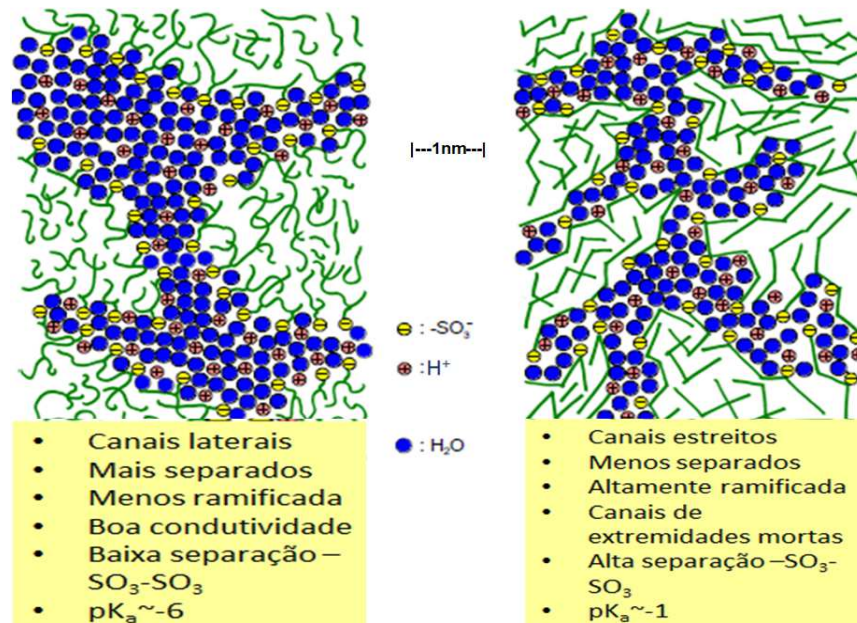 |---1nm---|
: -SO₃⁻
: H⁺
: H₂O
• Canais laterais
• Mais separados
• Menos ramificada
• Boa condutividade
• Baixa separação –
SO₃-SO₃
• pKₐ~-6
• Canais estreitos
• Menos separados
• Altamente ramificada
• Canais de
extremidades mortas
• Alta separação –SO₃-
SO₃
• pKₐ~-1